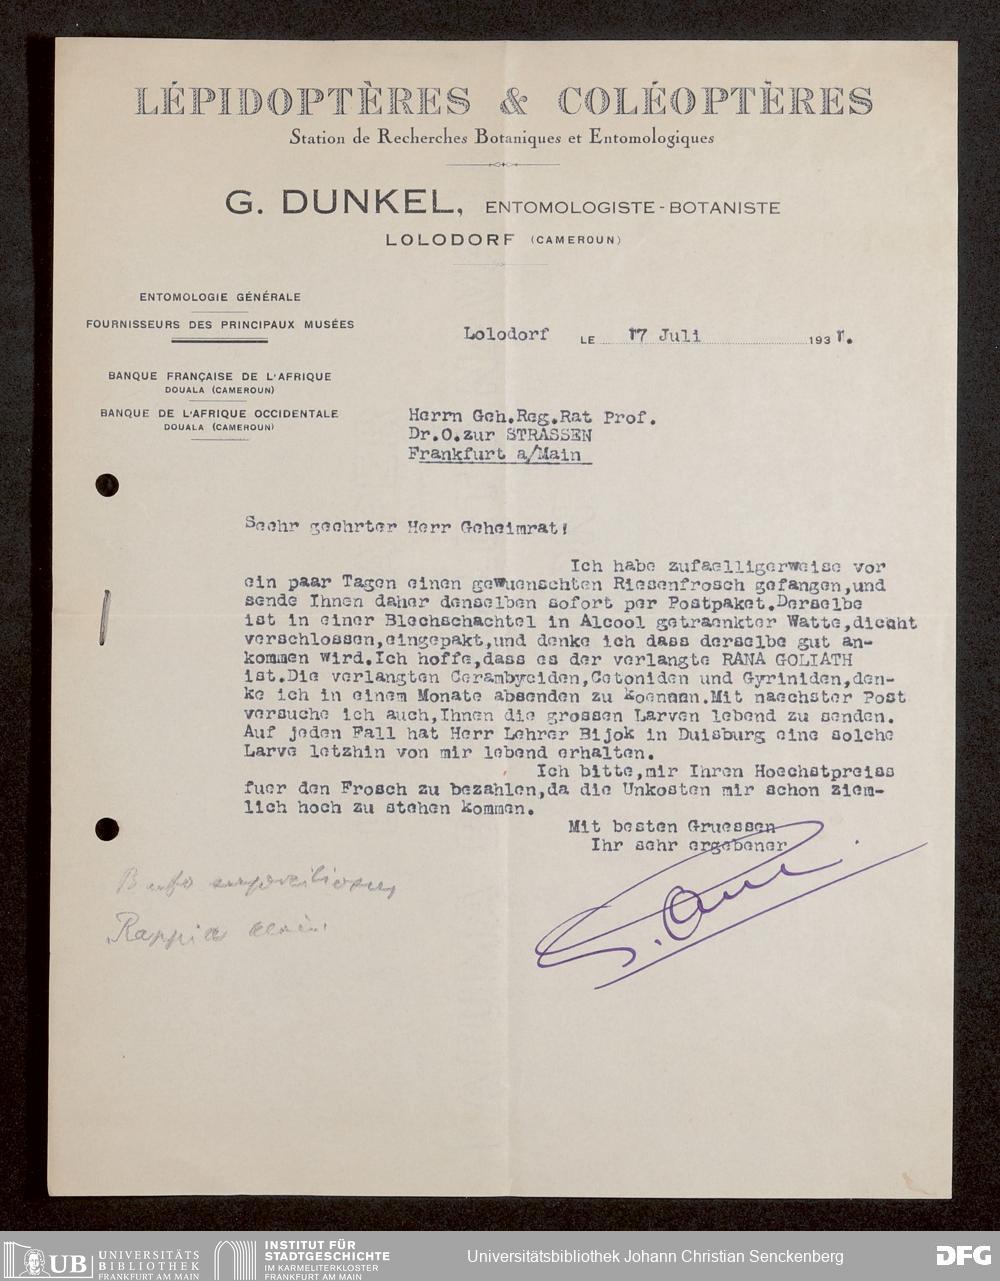 LÉPIDOPTÈRES & COLÉOPTÈRES
Station de Recherches Botaniques et Entomologiques
G. DUNKEL, ENTOMOLOGISTE-BOTANISTE
LOLODORF (CAMEROUN)
ENTOMOLOGIE GÉNÉRALE
FOURNISSEURS DES PRINCIPAUX MUSÉES
Lolodorf LE 17 Juli 1931.
BANQUE FRANÇAISE DE L'AFRIQUE
DOUALA (CAMEROUN)
BANQUE DE L'AFRIQUE OCCIDENTALE
DOUALA (CAMEROUN)
Herrn Geh.Reg.Rat Prof.
Dr.O.zur STRASSEN
Frankfurt a/Main
Seehr geehrter Herr Geheimrat!
Ich habe zufaelligerweise vor
ein paar Tagen einen gewuenschten Riesenfrosch gefangen,und
sende Ihnen daher denselben sofort per Postpaket.Derselbe
ist in einer Blechschachtel in Alcool getraenkter Watte,dicht
verschlossen,eingepakt,und denke ich dass derselbe gut an-
kommen wird.Ich hoffe,dass es der verlangte RANA GOLIATH
ist.Die verlangten Cerambyciden,Cetoniden und Gyriniden,den-
ke ich in einem Monate absenden zu koennen.Mit naechster Post
versuche ich auch,Ihnen die grossen Larven lebend zu senden.
Auf jeden Fall hat Herr Lehrer Bijok in Duisburg eine solche
Larve letzhin von mir lebend erhalten.
Ich bitte,mir Ihren Hoechstpreiss
fuer den Frosch zu bezahlen,da die Unkosten mir schon ziem-
lich hoch zu stehen kommen.
Mit besten Gruessen
Ihr sehr ergebener
Bufo superciliosus
Rappia
UB UNIVERSITÄTS
BIBLIOTHEK
FRANKFURT AM MAIN
INSTITUT FÜR
STADTGESCHICHTE
IM KARMELITERKLOSTER
FRANKFURT AM MAIN
Universitätsbibliothek Johann Christian Senckenberg
DFG